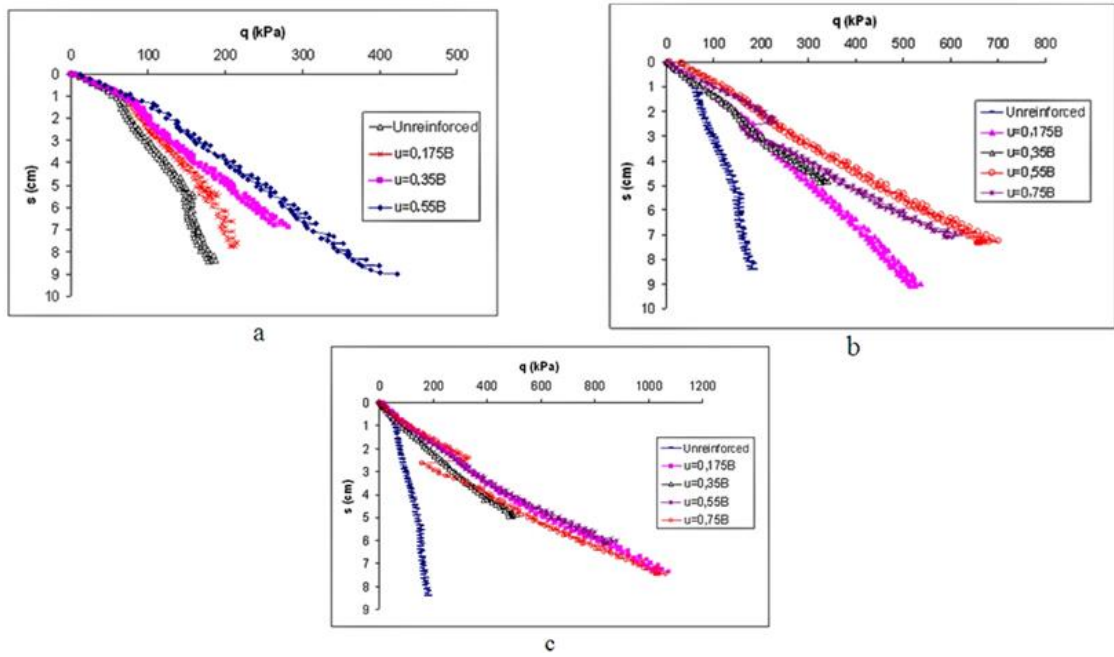 q (kPa)
0 100 200 300 400 500
0
1
2
3
4
5
6
7
8
9
10
s (cm)
Unreinforced
u=0,175B
u=0,35B
u=0,55B
a
q (kPa)
0 100 200 300 400 500 600 700 800
0
1
2
3
4
5
6
7
8
9
10
s (cm)
Unreinforced
u=0,175B
u=0,35B
u=0,55B
u=0,75B
b
q (kPa)
0 200 400 600 800 1000 1200
0
1
2
3
4
5
6
7
8
9
s (cm)
Unreinforced
u=0,175B
u=0,35B
u=0,55B
u=0,75B
c